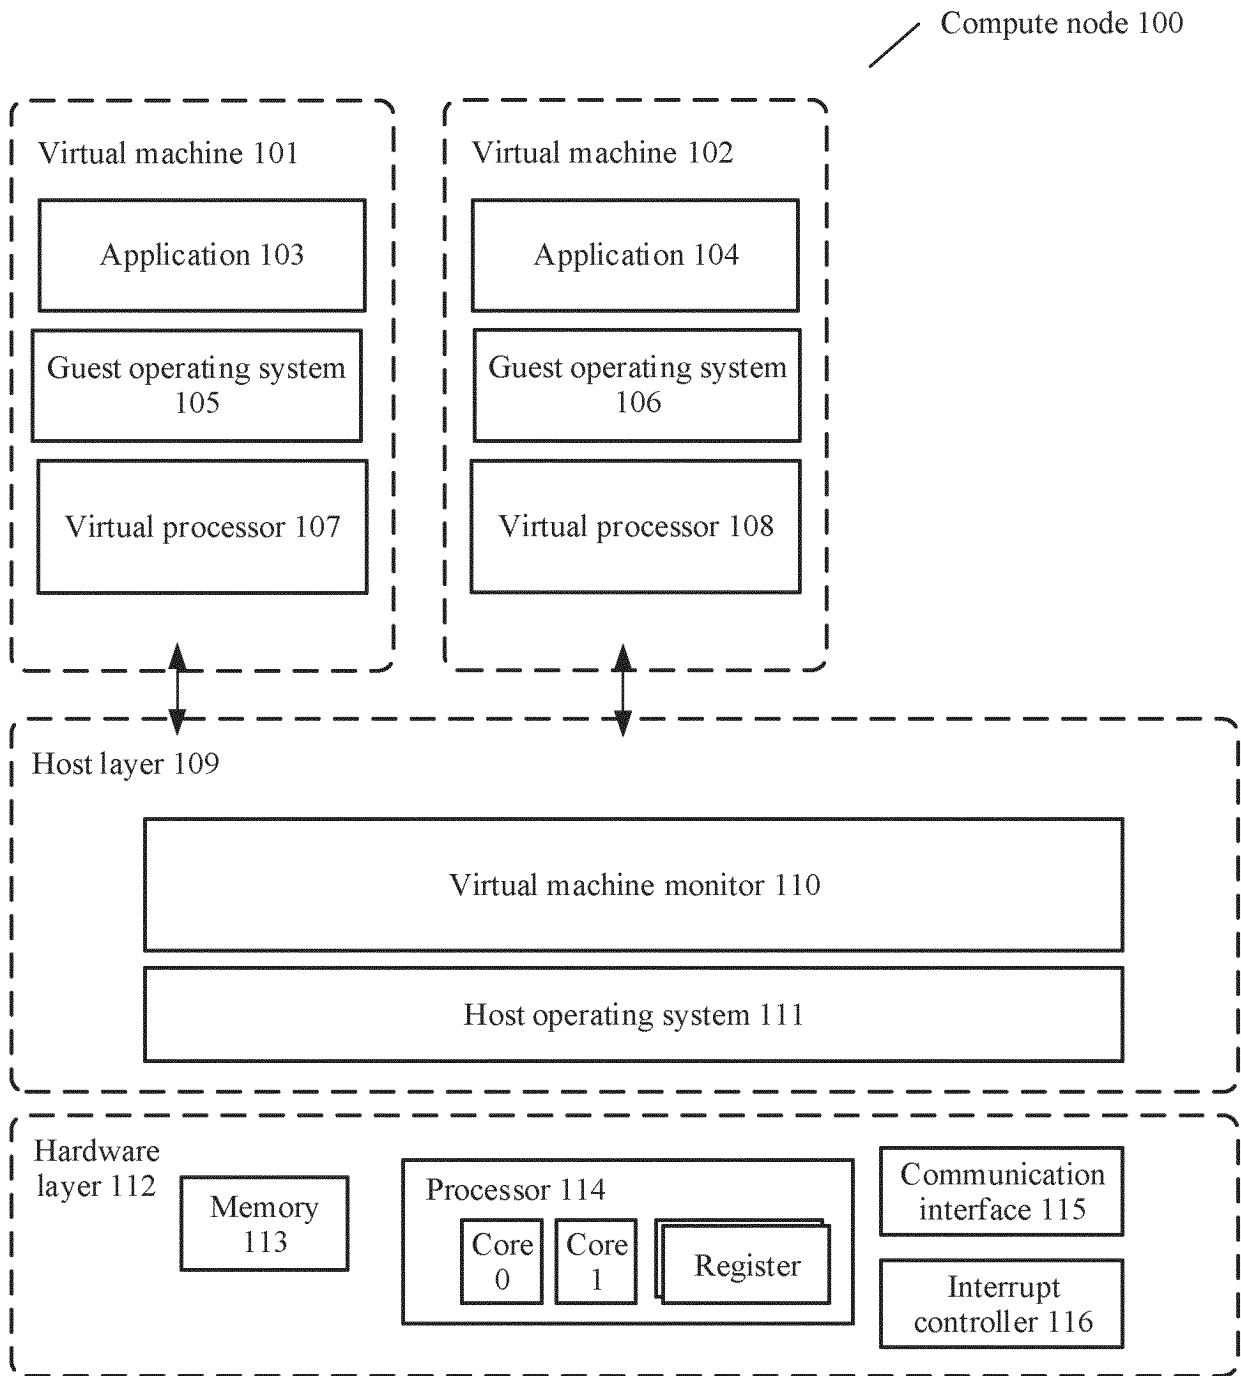 Compute node 100
Virtual machine 101
Application 103
Guest operating system
105
Virtual processor 107
Virtual machine 102
Application 104
Guest operating system
106
Virtual processor 108
Host layer 109
Virtual machine monitor 110
Host operating system 111
Hardware
layer 112
Memory
113
Processor 114
Core
0
Core
1
Register
Communication
interface 115
Interrupt
controller 116